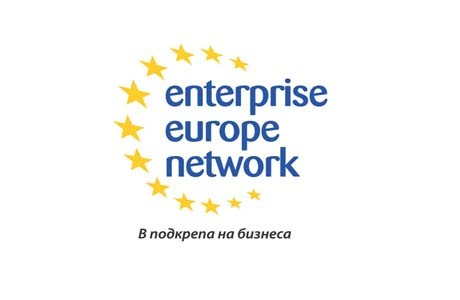 enterprise
europe
network
В подкрепа на бизнеса